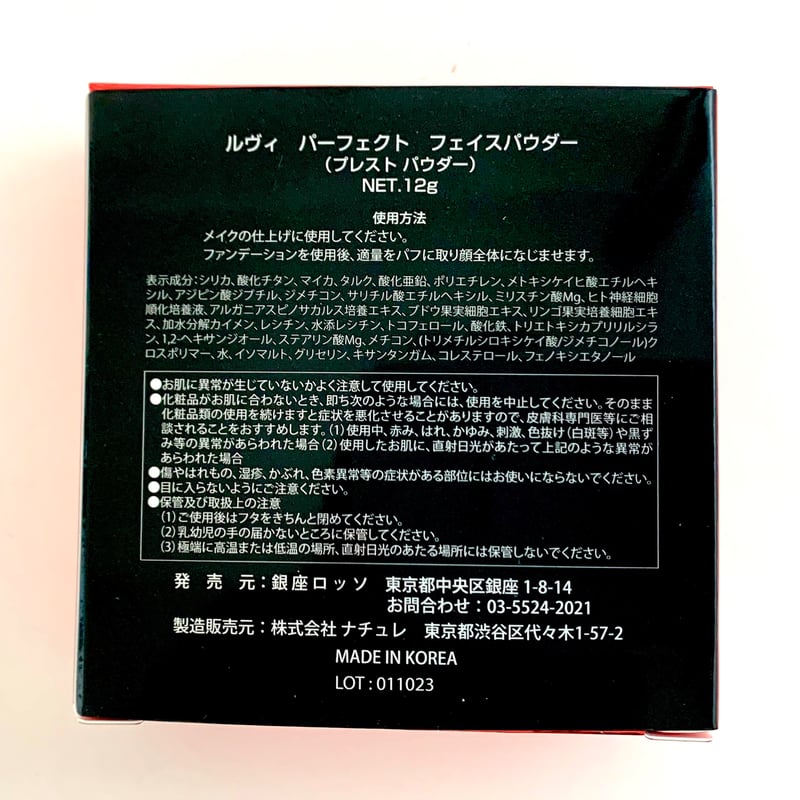 ルヴィ　パーフェクト　フェイスパウダー
（プレスト パウダー）
NET.12g
使用方法
メイクの仕上げに使用してください。
ファンデーションを使用後、適量をパフに取り顔全体になじませます。
表示成分：シリカ、酸化チタン、マイカ、タルク、酸化亜鉛、ポリエチレン、メトキシケイヒ酸エチルヘキ
シル、アジピン酸ジブチル、ジメチコン、サリチル酸エチルヘキシル、ミリスチン酸Mg、ヒト神経細胞
順化培養液、アルガニアスピノサカルス培養エキス、ブドウ果実細胞エキス、リンゴ果実培養細胞エキ
ス、加水分解カイメン、レシチン、水添レシチン、トコフェロール、酸化鉄、トリエトキシカプリリルシラ
ン、1,2-ヘキサンジオール、ステアリン酸Mg、メチコン、(トリメチルシロキシケイ酸/ジメチコノール)ク
ロスポリマー、水、イソマルト、グリセリン、キサンタンガム、コレステロール、フェノキシエタノール
●お肌に異常が生じていないかよく注意して使用してください。
●化粧品がお肌に合わないとき、即ち次のような場合には、使用を中止してください。そのまま
化粧品類の使用を続けますと症状を悪化させることがありますので、皮膚科専門医等にご相
談されることをおすすめします。(1)使用中、赤み、はれ、かゆみ、刺激、色抜け(白斑等)や黒ず
み等の異常があらわれた場合(2)使用したお肌に、直射日光があたって上記のような異常が
あらわれた場合
●傷やはれもの、湿疹、かぶれ、色素異常等の症状がある部位にはお使いにならないでください。
●目に入らないようにご注意ください。
●保管及び取扱上の注意
(1)ご使用後はフタをきちんと閉めてください。
(2)乳幼児の手の届かないところに保管してください。
(3)極端に高温または低温の場所、直射日光のあたる場所には保管しないでください。
発　売　元：銀座ロッソ　東京都中央区銀座 1-8-14
お問合わせ：03-5524-2021
製造販売元：株式会社 ナチュレ　東京都渋谷区代々木1-57-2
MADE IN KOREA
LOT : 011023